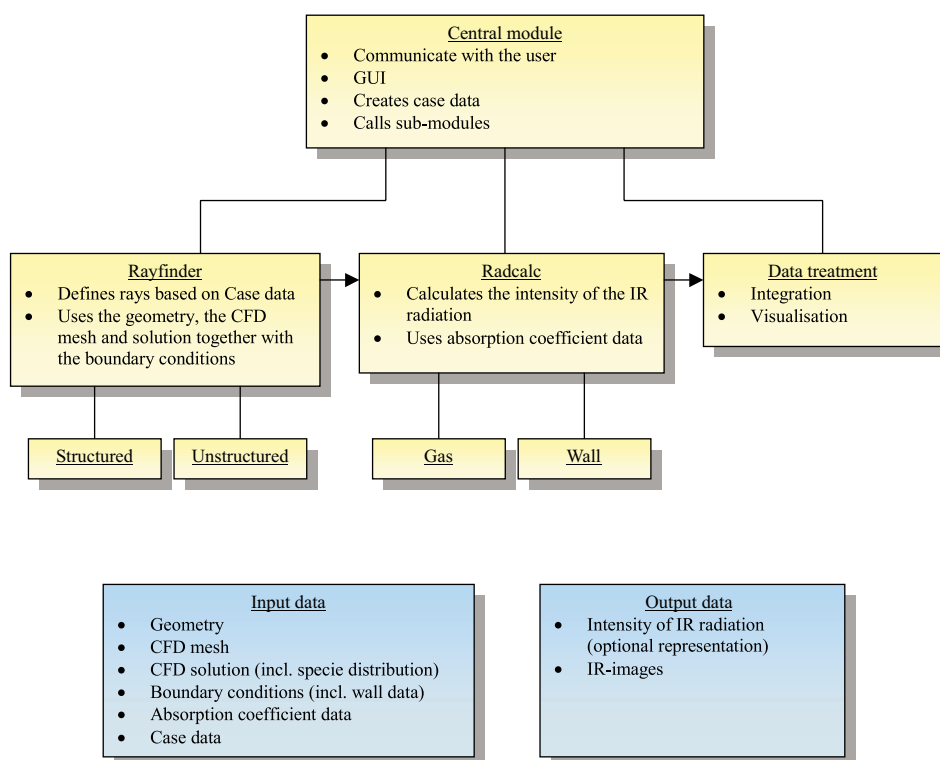 Central module
• Communicate with the user
• GUI
• Creates case data
• Calls sub-modules
Rayfinder
• Defines rays based on Case data
• Uses the geometry, the CFD
mesh and solution together with
the boundary conditions
Radcalc
• Calculates the intensity of the IR
radiation
• Uses absorption coefficient data
Data treatment
• Integration
• Visualisation
Structured
Unstructured
Gas
Wall
Input data
• Geometry
• CFD mesh
• CFD solution (incl. specie distribution)
• Boundary conditions (incl. wall data)
• Absorption coefficient data
• Case data
Output data
• Intensity of IR radiation
(optional representation)
• IR-images